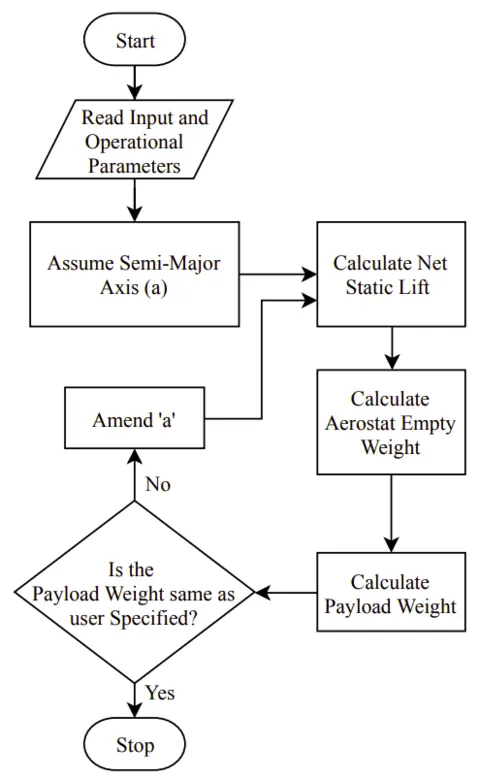 Start
Read Input and
Operational
Parameters
Assume Semi-Major
Axis (a)
Calculate Net
Static Lift
Calculate
Aerostat Empty
Weight
Calculate
Payload Weight
Is the
Payload Weight same as
user Specified?
No
Amend 'a'
Yes
Stop